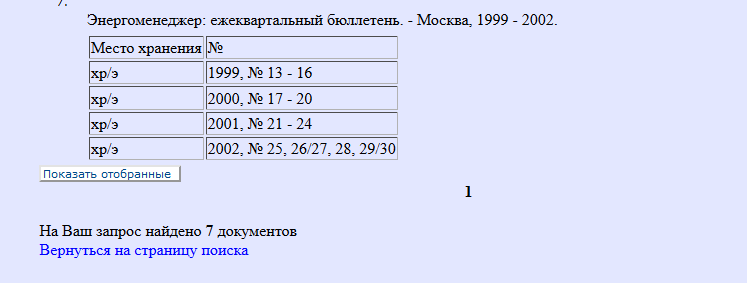 7.
Энергоменеджер: ежеквартальный бюллетень. - Москва, 1999 - 2002.
Место хранения №
хр/э 1999, № 13 - 16
хр/э 2000, № 17 - 20
хр/э 2001, № 21 - 24
хр/э 2002, № 25, 26/27, 28, 29/30
Показать отобранные
1
На Ваш запрос найдено 7 документов
Вернуться на страницу поиска